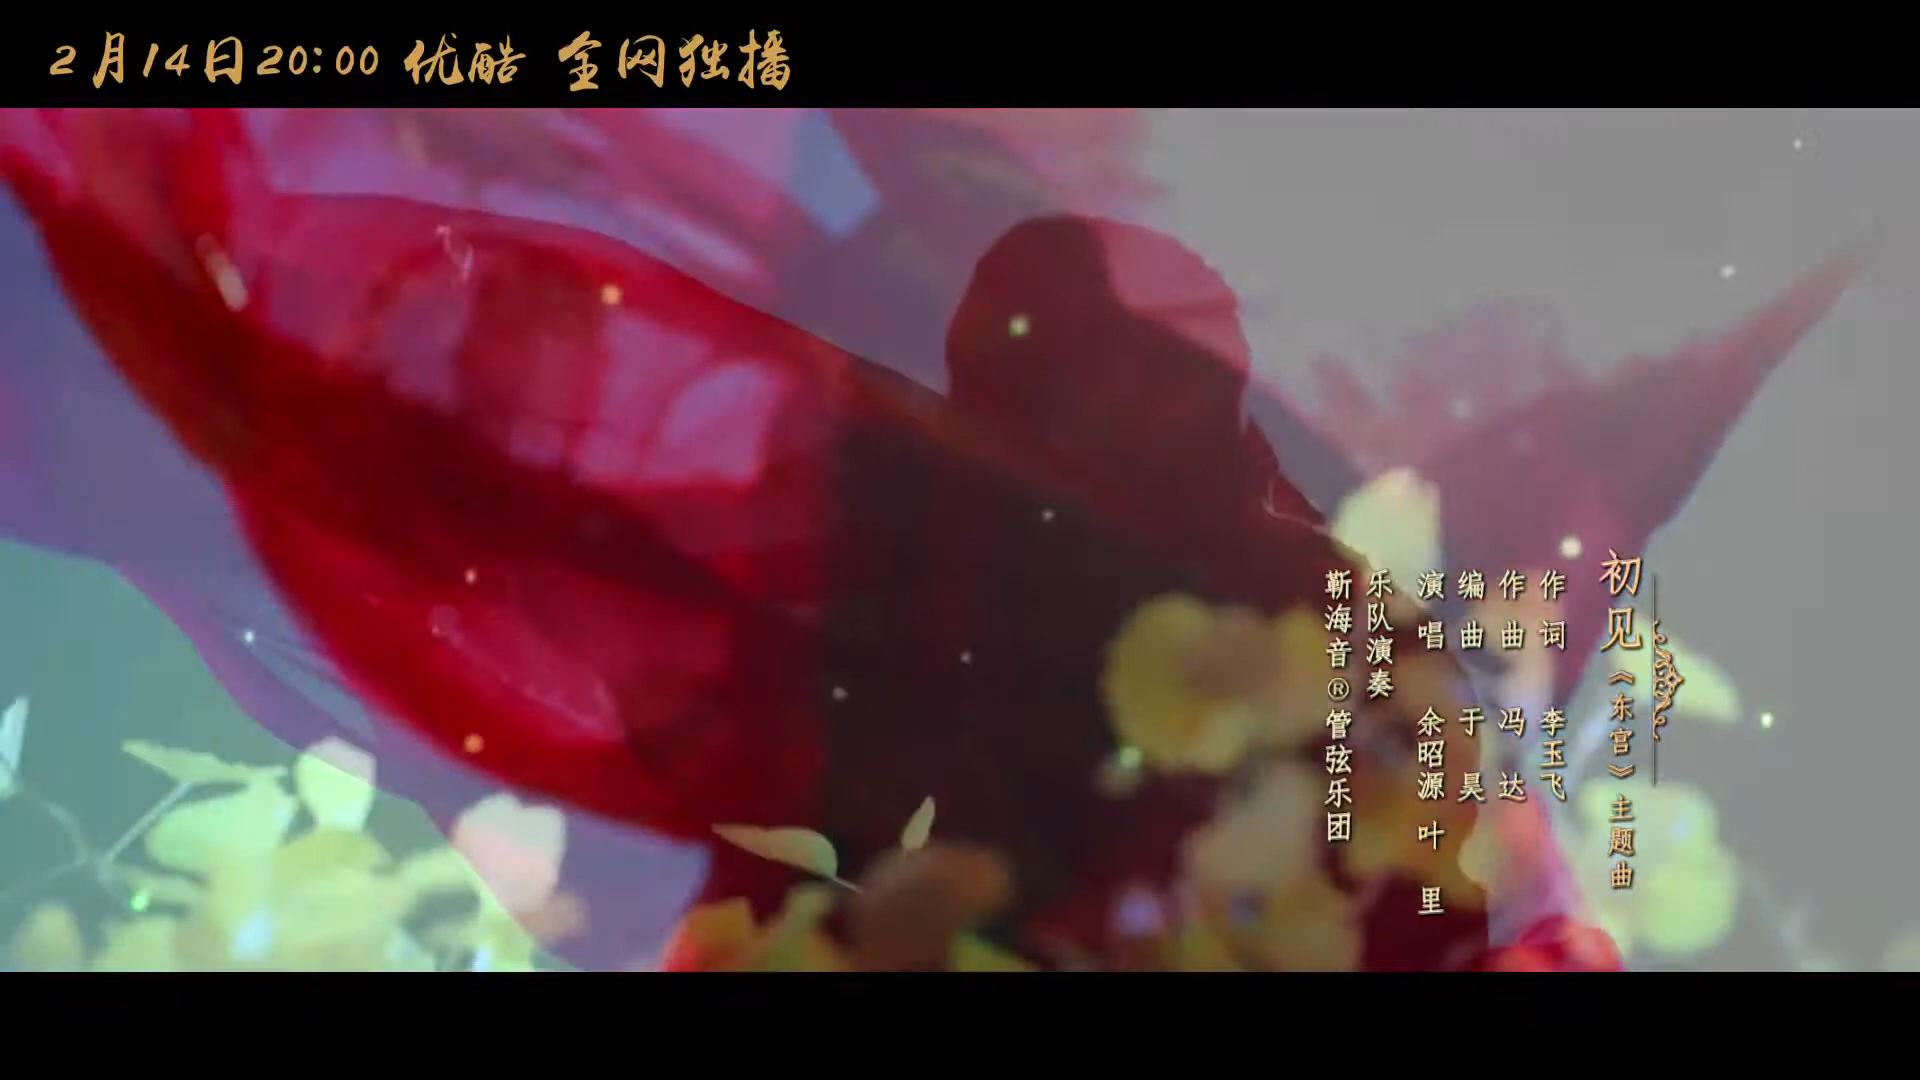 2月14日20:00 优酷 全网独播
初见《东宫》主题曲
作词 李玉飞
作曲 冯达
编曲 于昊
演唱 余昭源 叶里
乐队演奏
靳海音®管弦乐团